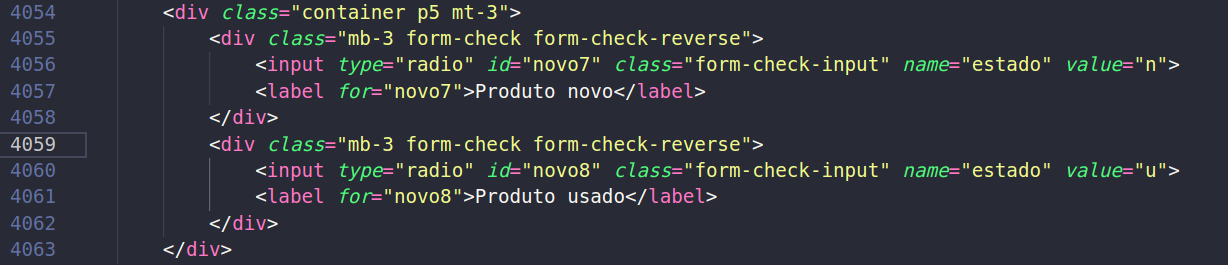 4054 <div class="container p5 mt-3">
4055 <div class="mb-3 form-check form-check-reverse">
4056 <input type="radio" id="novo7" class="form-check-input" name="estado" value="n">
4057 <label for="novo7">Produto novo</label>
4058 </div>
4059 <div class="mb-3 form-check form-check-reverse">
4060 <input type="radio" id="novo8" class="form-check-input" name="estado" value="u">
4061 <label for="novo8">Produto usado</label>
4062 </div>
4063 </div>